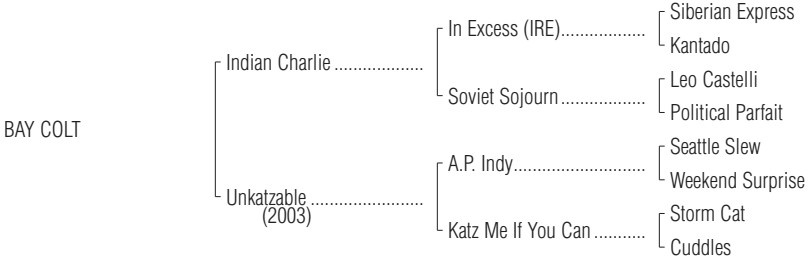 Siberian Express
In Excess (IRE)..................
Kantado
Indian Charlie ...................
Leo Castelli
Soviet Sojourn..................
Political Parfait
BAY COLT
Seattle Slew
A.P. Indy............................
Weekend Surprise
Unkatzable ........................
(2003)
Storm Cat
Katz Me If You Can ...........
Cuddles